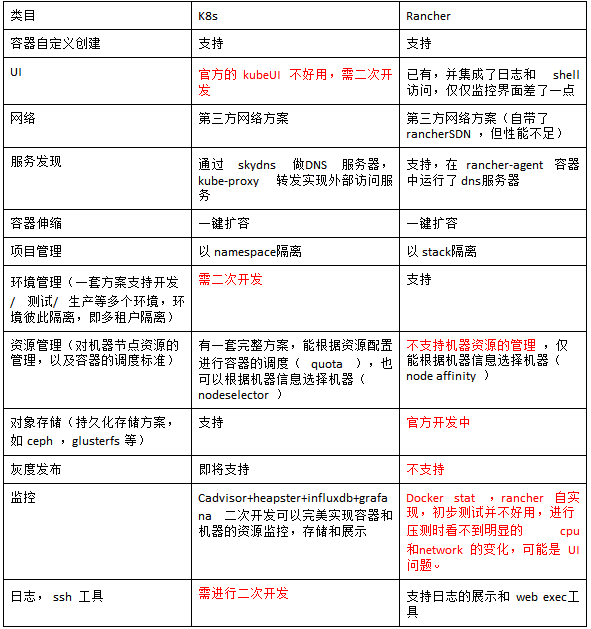 类目
K8s
Rancher
容器自定义创建
支持
支持
UI
官方的 kubeUI 不好用，需二次开
发
已有，并集成了日志和 shell
访问，仅仅监控界面差了一点
网络
第三方网络方案
第三方网络方案（自带了
rancherSDN ，但性能不足）
服务发现
通过 skydns 做DNS 服务器，
kube-proxy 转发实现外部访问服
务
支持，在 rancher-agent 容器
中运行了 dns服务器
容器伸缩
一键扩容
一键扩容
项目管理
以 namespace隔离
以 stack隔离
环境管理（一套方案支持开发
/ 测试/ 生产等多个环境，环
境彼此隔离，即多租户隔离）
需二次开发
支持
资源管理（对机器节点资源的
管理，以及容器的调度标准）
有一套完整方案，能根据资源配置
进行容器的调度（ quota ），也
可以根据机器信息选择机器（
nodeselector ）
不支持机器资源的管理 ，仅
能根据机器信息选择机器（
node affinity ）
对象存储（持久化存储方案，
如 ceph ，glusterfs 等）
支持
官方开发中
灰度发布
即将支持
不支持
监控
Cadvisor+heapster+influxdb+grafa
na 二次开发可以完美实现容器和
机器的资源监控，存储和展示
Docker stat ，rancher 自实
现，初步测试并不好用，进行
压测时看不到明显的 cpu
和network 的变化，可能是 UI
问题。
日志， ssh 工具
需进行二次开发
支持日志的展示和 web exec工
具